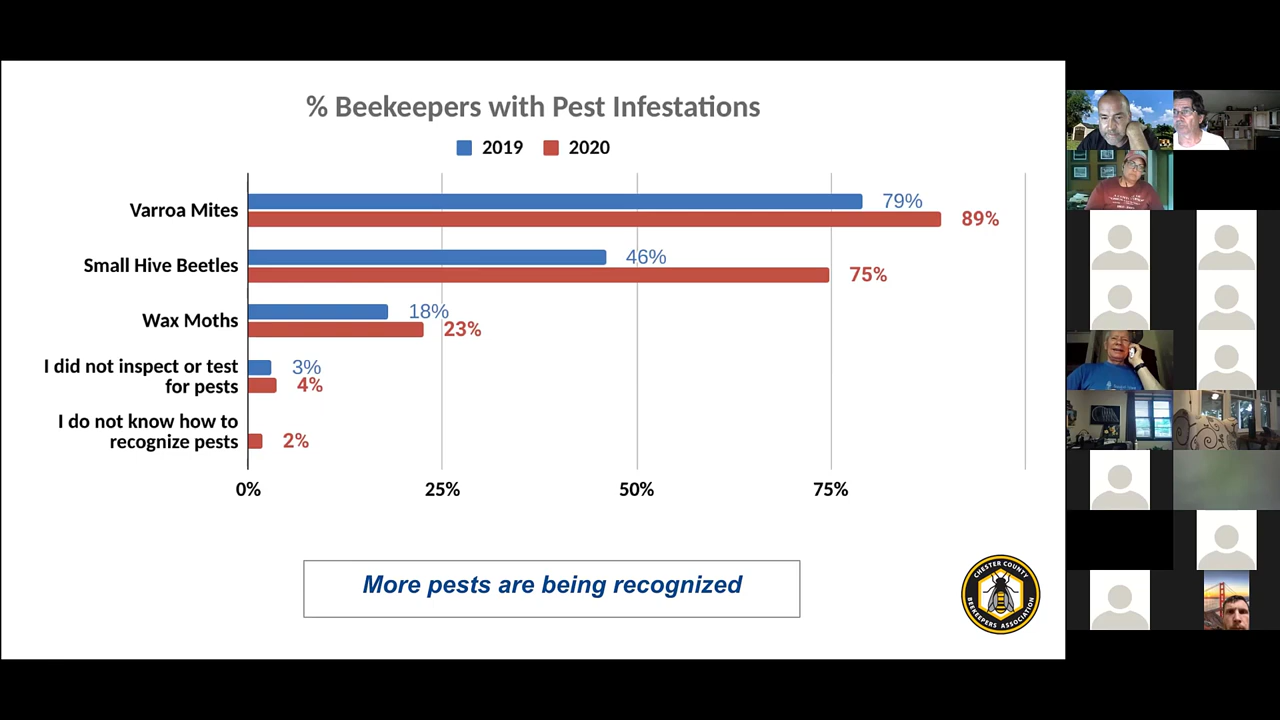 % Beekeepers with Pest Infestations
2019 2020
Varroa Mites 79%
89%
Small Hive Beetles 46%
75%
Wax Moths 18%
23%
I did not inspect or test 3%
for pests 4%
I do not know how to
recognize pests 2%
0% 25% 50% 75%
More pests are being recognized
CHESTER COUNTY
BEEKEEPERS ASSOCIATION